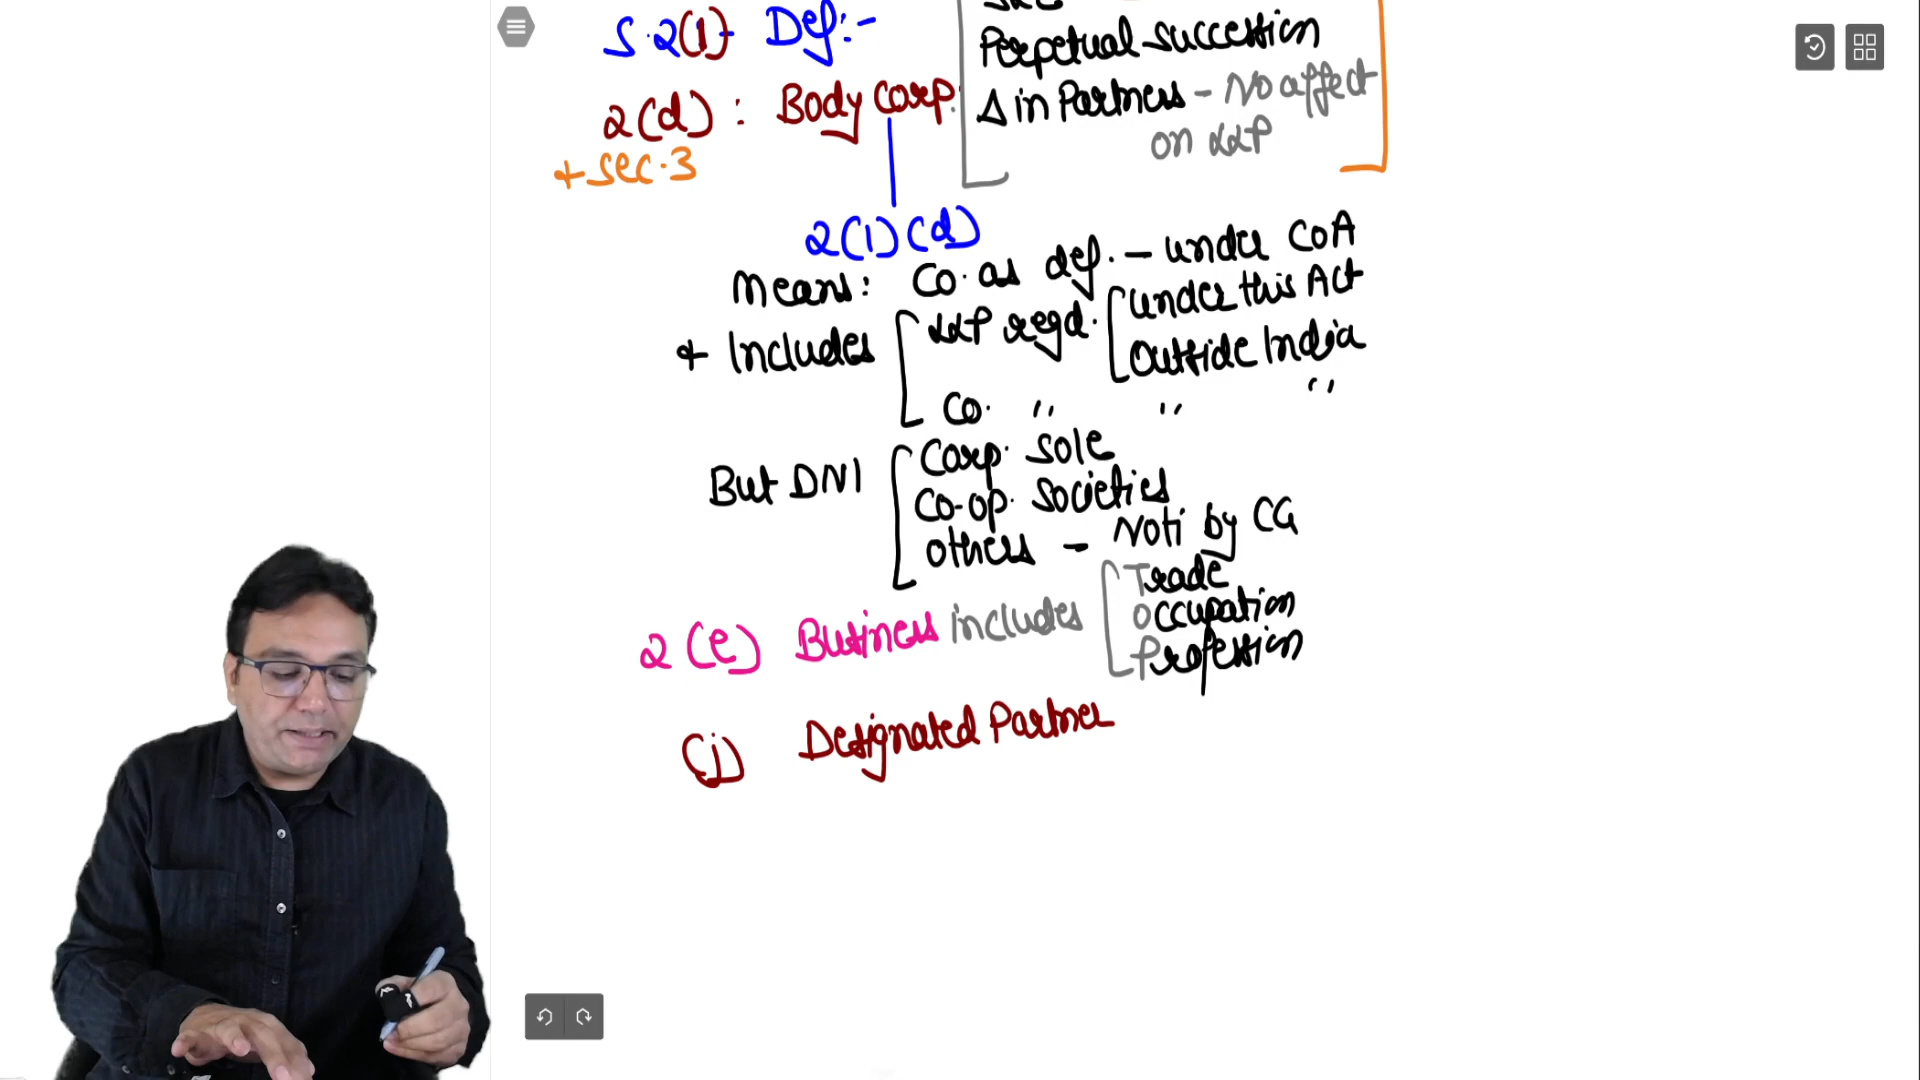 S.2(1) Def:-
Perpetual succession
2(d) : Body Corp.
Δ in Partners - No affect
on LLP
+ Sec.3
2(1)(d)
Means: Co. as def. - under CoA
+ Includes LLP regd. under this Act
Outside India
Co. " " "
But DNI Corp. Sole
Co-op. Societies
Others - Noti by CG
2(e) Business includes Trade
Occupation
Profession
(j) Designated Partner